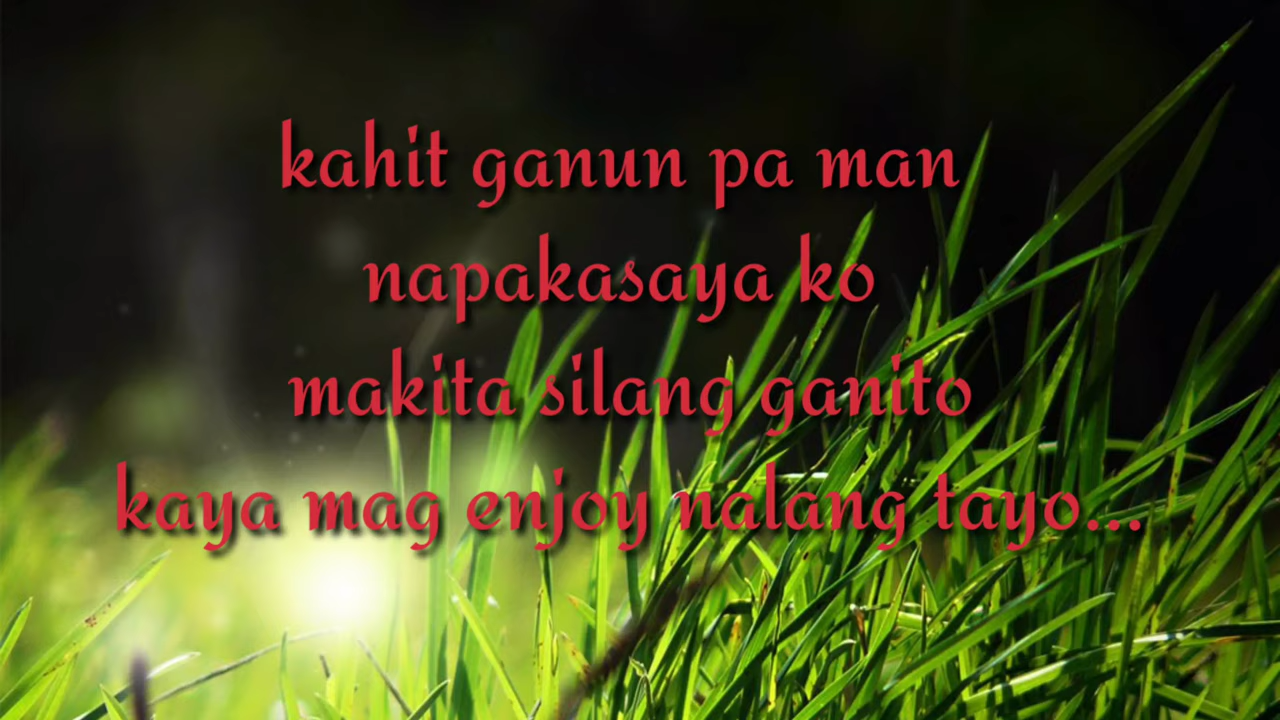 kahit ganun pa man
napakasaya ko
makita silang ganito
kaya mag enjoy nalang tayo...